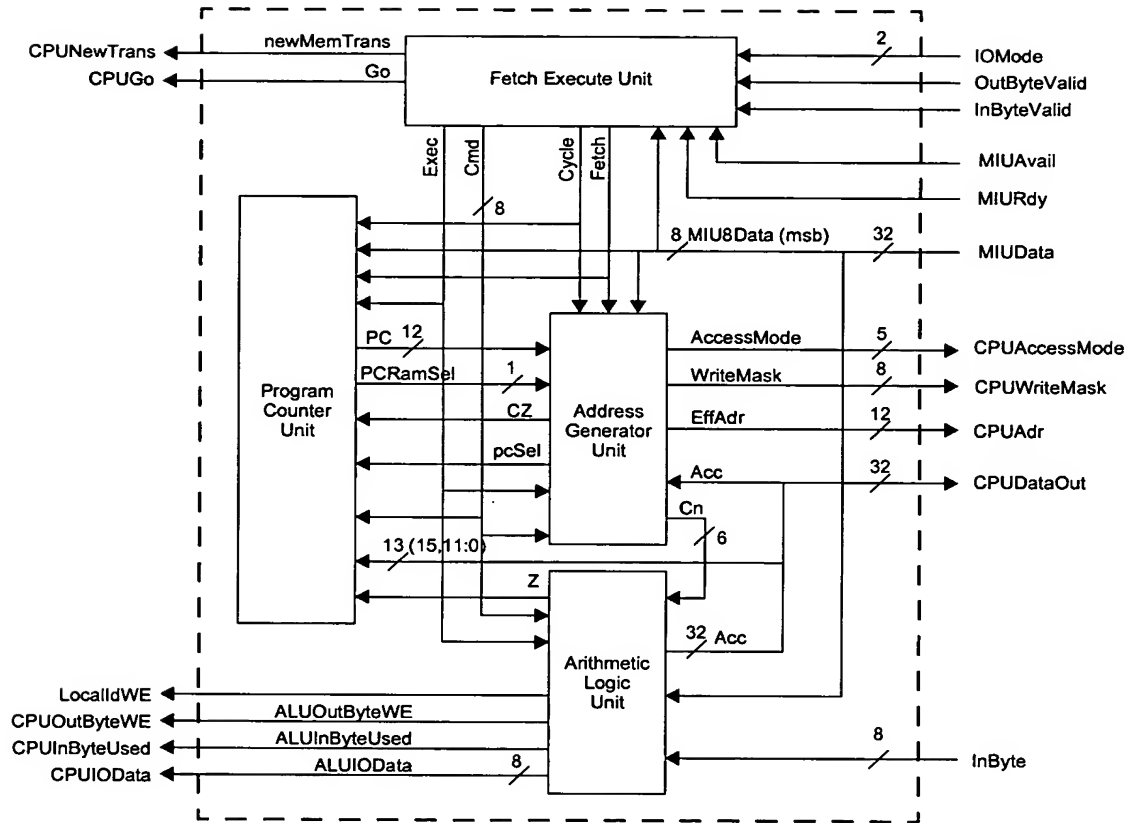 CPUNewTrans
newMemTrans
CPUGo
Go
Fetch Execute Unit
2
IOMode
OutByteValid
InByteValid
MIUAvail
MIURdy
Exec
Cmd
Cycle
Fetch
8
8 MIU8Data (msb)
32
MIUData
PC
12
PCRamSel
1
CZ
pcSel
Program
Counter
Unit
Address
Generator
Unit
AccessMode
5
CPUAccessMode
WriteMask
8
CPUWriteMask
EffAdr
12
CPUAdr
Acc
32
CPUDataOut
Cn
6
13 (15,11:0)
Z
32 Acc
Arithmetic
Logic
Unit
LocalIdWE
CPUOutByteWE
ALUOutByteWE
CPUInByteUsed
ALUInByteUsed
CPUIOData
ALUIOData
8
8
InByte